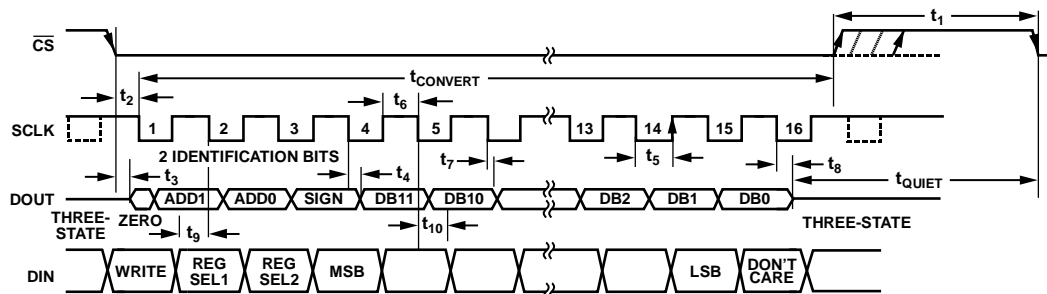 t1
CS
tCONVERT
t2
t6
SCLK
1 2 3 4 5 13 14 15 16
2 IDENTIFICATION BITS
t7
t5
t8
t3
t4
tQUIET
DOUT
ADD1 ADD0 SIGN DB11 DB10 DB2 DB1 DB0
THREE-STATE
ZERO
t9
t10
THREE-STATE
DIN
WRITE
REG SEL1
REG SEL2
MSB
LSB
DON'T CARE